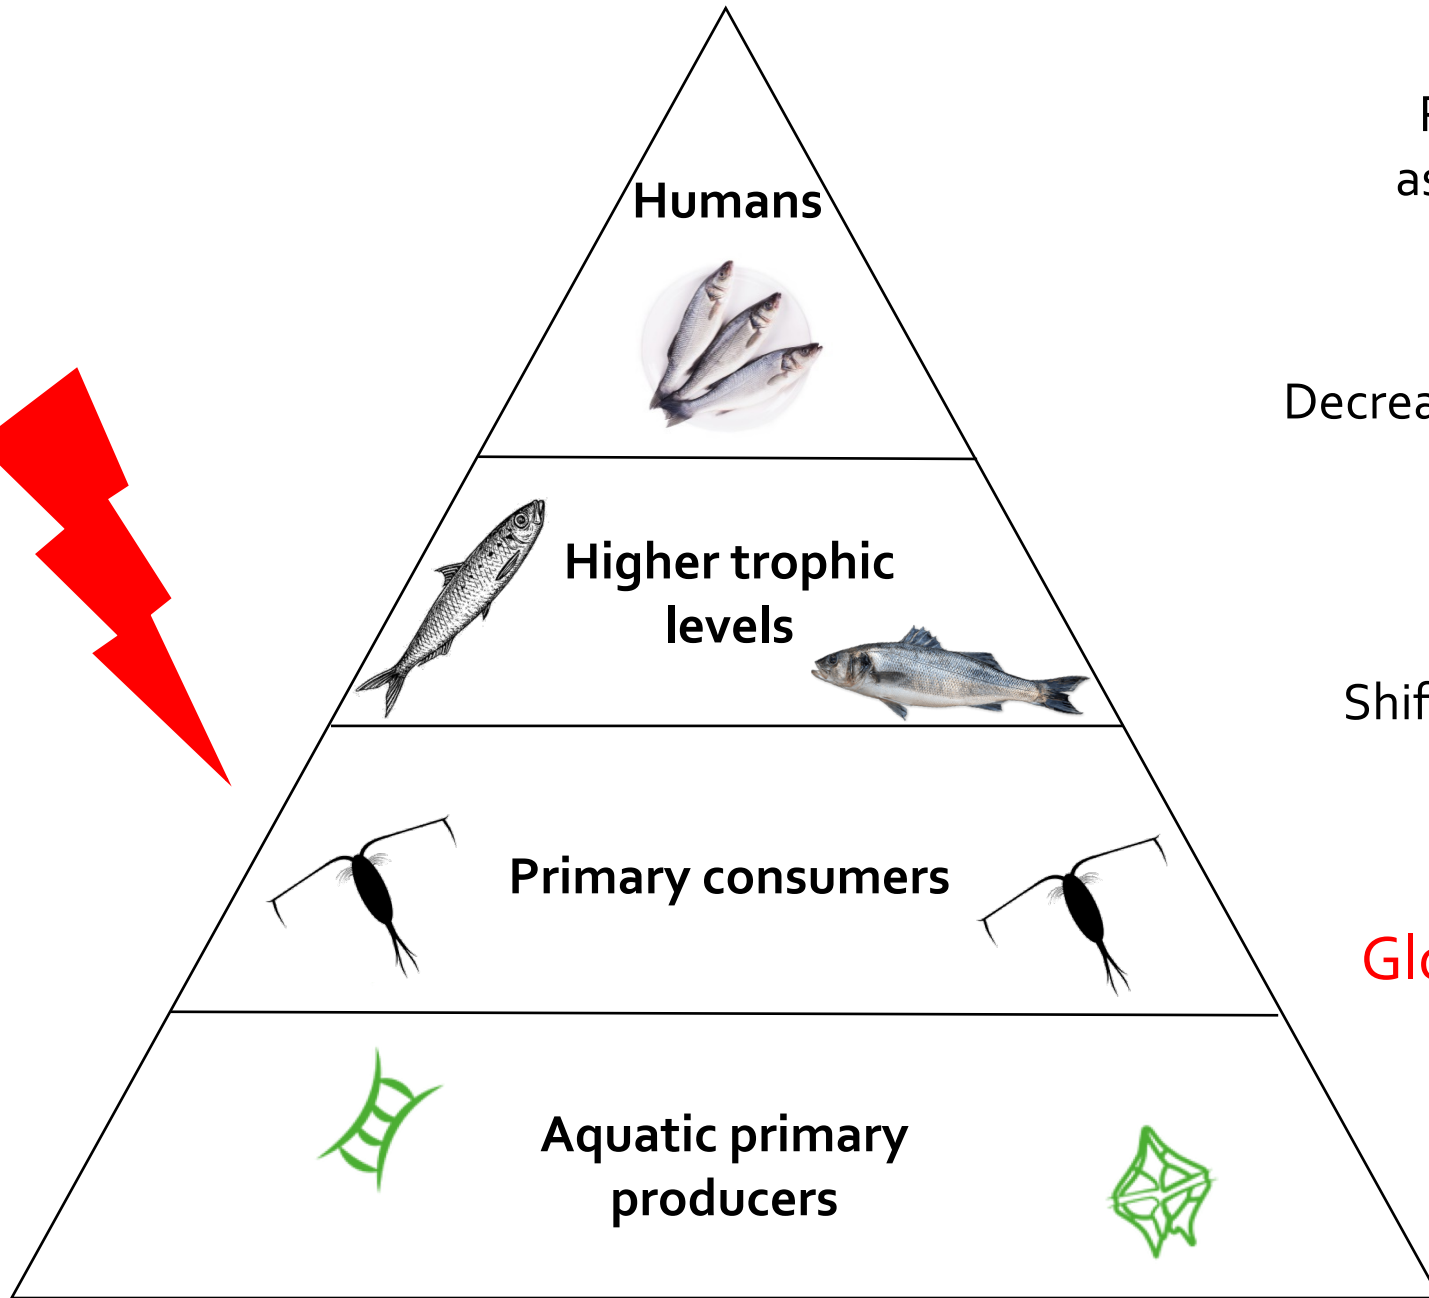 Humans
Higher trophic
levels
Primary consumers
Aquatic primary
producers